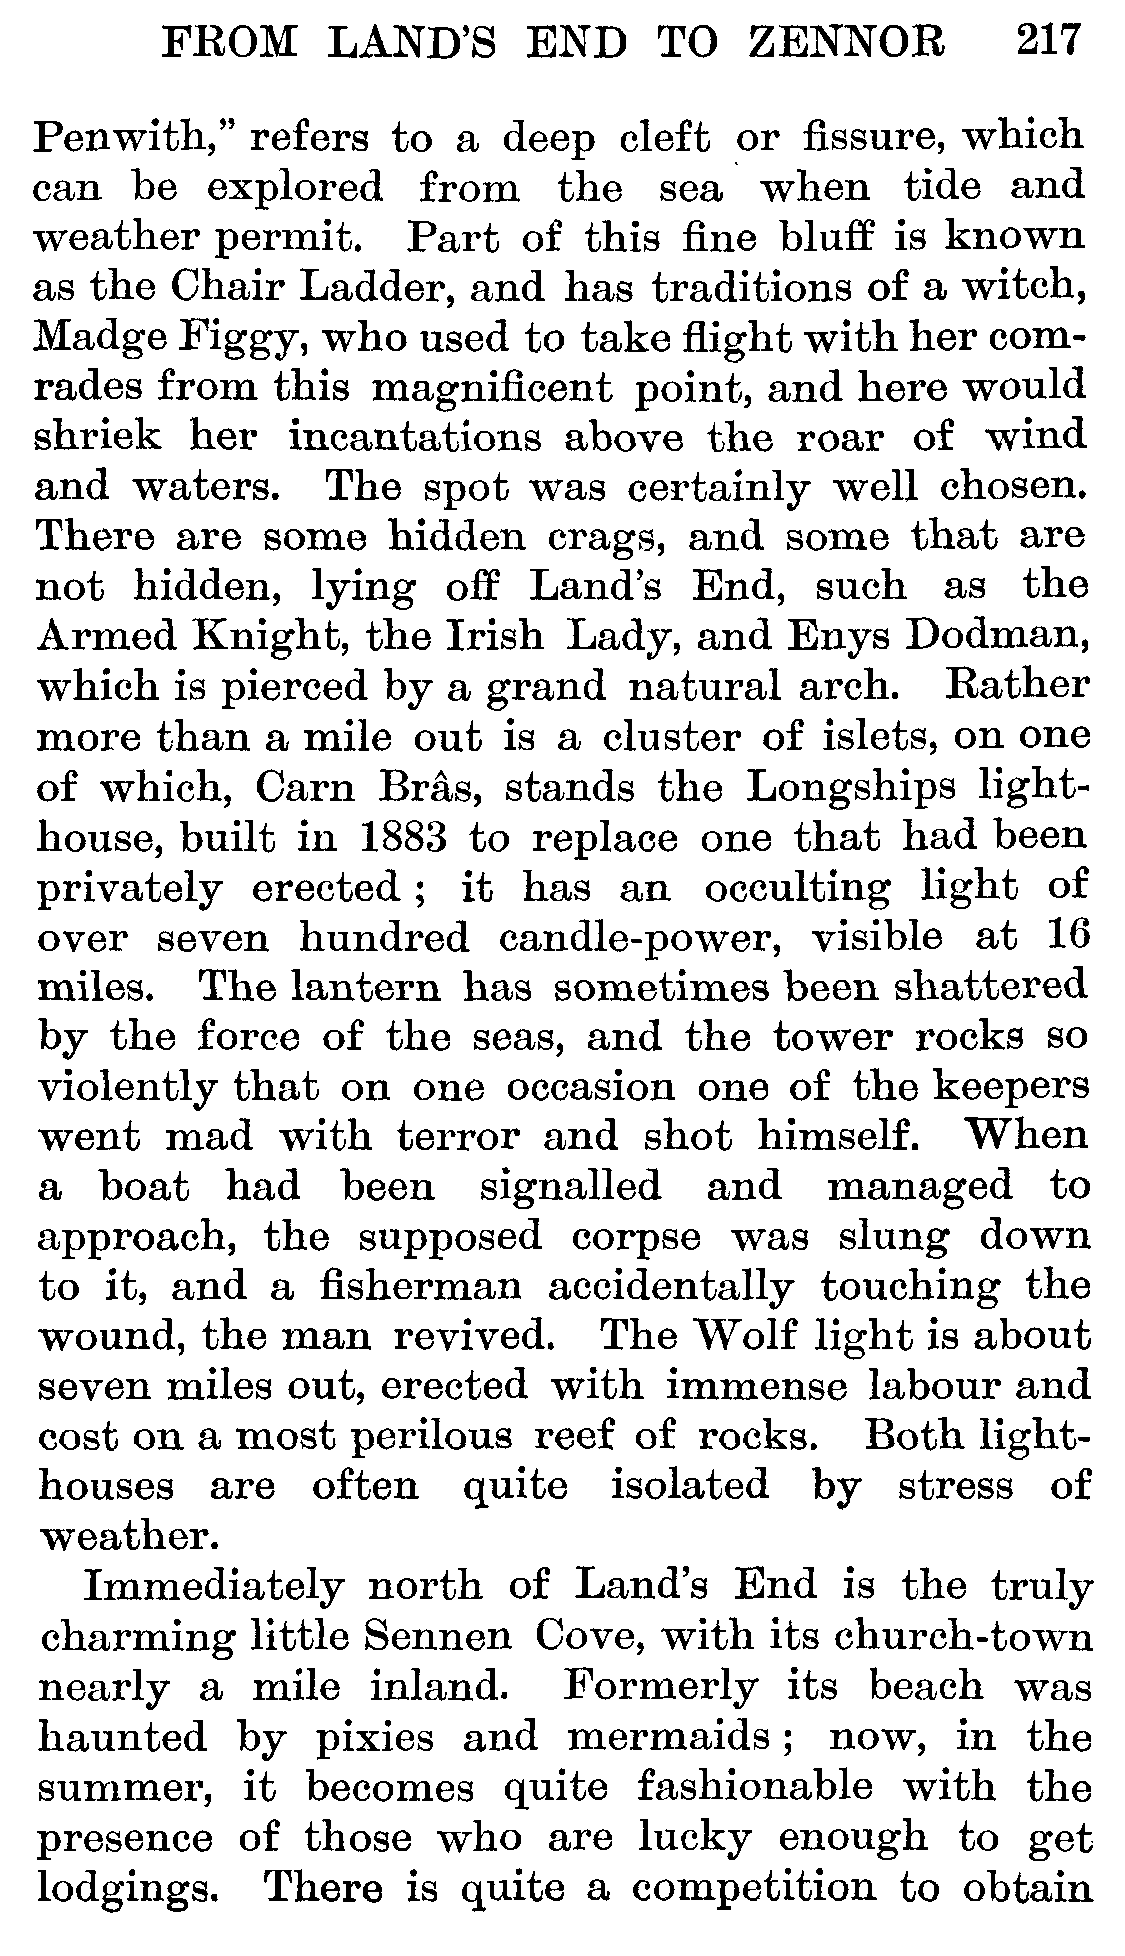 FROM LAND'S END TO ZENNOR 217
Penwith,” refers to a deep cleft or fissure, which
can be explored from the sea when tide and
weather permit. Part of this fine bluff is known
as the Chair Ladder, and has traditions of a witch,
Madge Figgy, who used to take flight with her com-
rades from this magnificent point, and here would
shriek her incantations above the roar of wind
and waters. The spot was certainly well chosen.
There are some hidden crags, and some that are
not hidden, lying off Land's End, such as the
Armed Knight, the Irish Lady, and Enys Dodman,
which is pierced by a grand natural arch. Rather
more than a mile out is a cluster of islets, on one
of which, Carn Brâs, stands the Longships light-
house, built in 1883 to replace one that had been
privately erected ; it has an occulting light of
over seven hundred candle-power, visible at 16
miles. The lantern has sometimes been shattered
by the force of the seas, and the tower rocks so
violently that on one occasion one of the keepers
went mad with terror and shot himself. When
a boat had been signalled and managed to
approach, the supposed corpse was slung down
to it, and a fisherman accidentally touching the
wound, the man revived. The Wolf light is about
seven miles out, erected with immense labour and
cost on a most perilous reef of rocks. Both light-
houses are often quite isolated by stress of
weather.
Immediately north of Land's End is the truly
charming little Sennen Cove, with its church-town
nearly a mile inland. Formerly its beach was
haunted by pixies and mermaids ; now, in the
summer, it becomes quite fashionable with the
presence of those who are lucky enough to get
lodgings. There is quite a competition to obtain